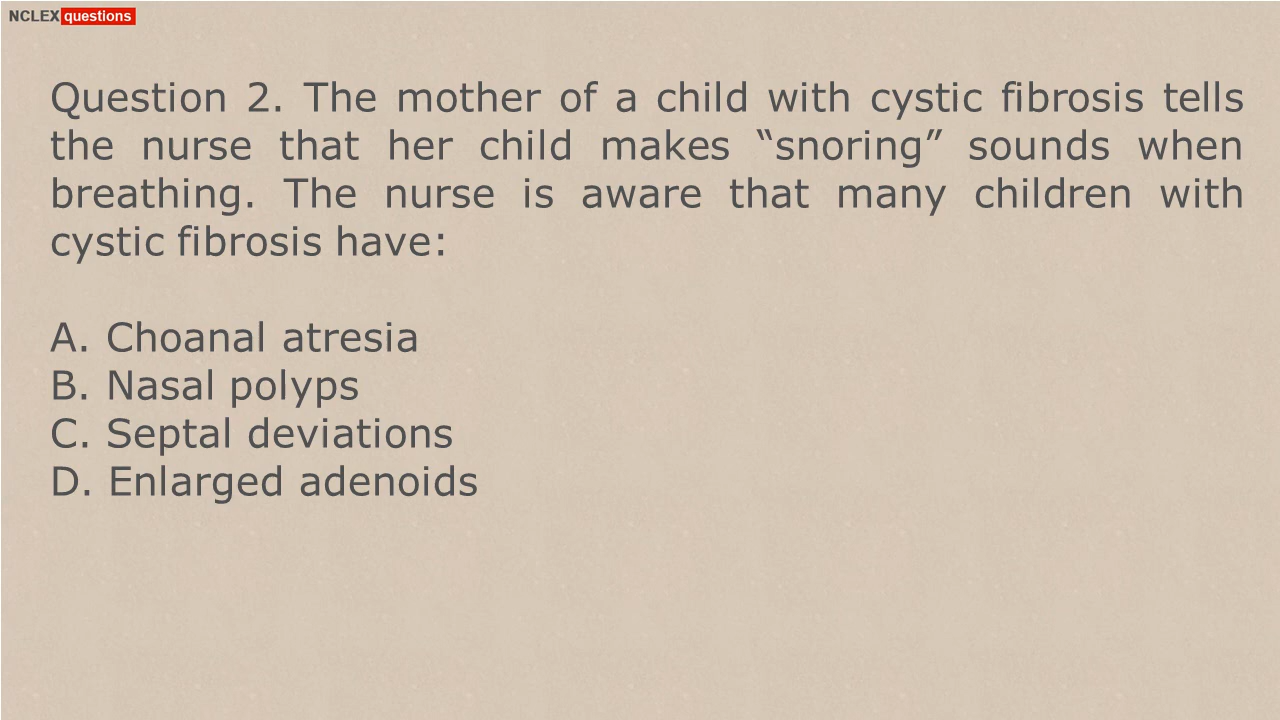 NCLEX questions
Question 2. The mother of a child with cystic fibrosis tells
the nurse that her child makes “snoring” sounds when
breathing. The nurse is aware that many children with
cystic fibrosis have:
A. Choanal atresia
B. Nasal polyps
C. Septal deviations
D. Enlarged adenoids